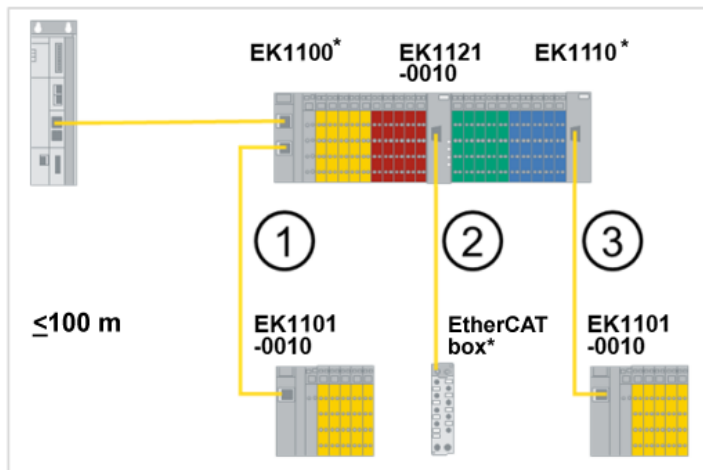 EK1100*
EK1121
-0010
EK1110*
1
2
3
≤100 m
EK1101
-0010
EtherCAT
box*
EK1101
-0010